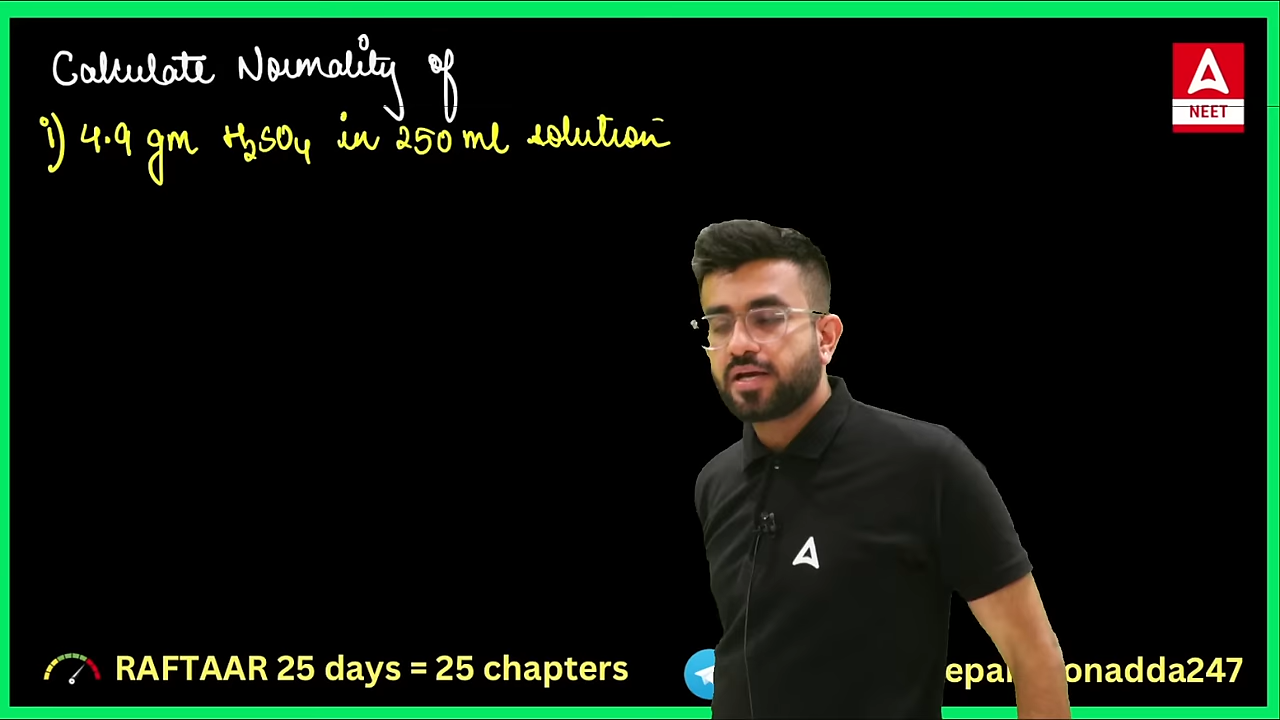 Calculate Normality of
i) 4.9 gm H₂SO₄ in 250 ml solution
NEET
RAFTAAR 25 days = 25 chapters
onadda247